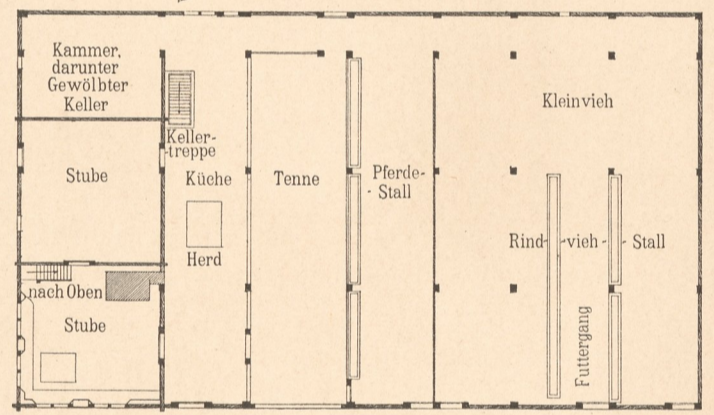 Kammer,
darunter
Gewölbter
Keller
Keller-
-treppe
Stube
Küche
Herd
nach Oben
Stube
Tenne
Pferde-
- Stall
Kleinvieh
Rind- -vieh- - Stall
Futtergang